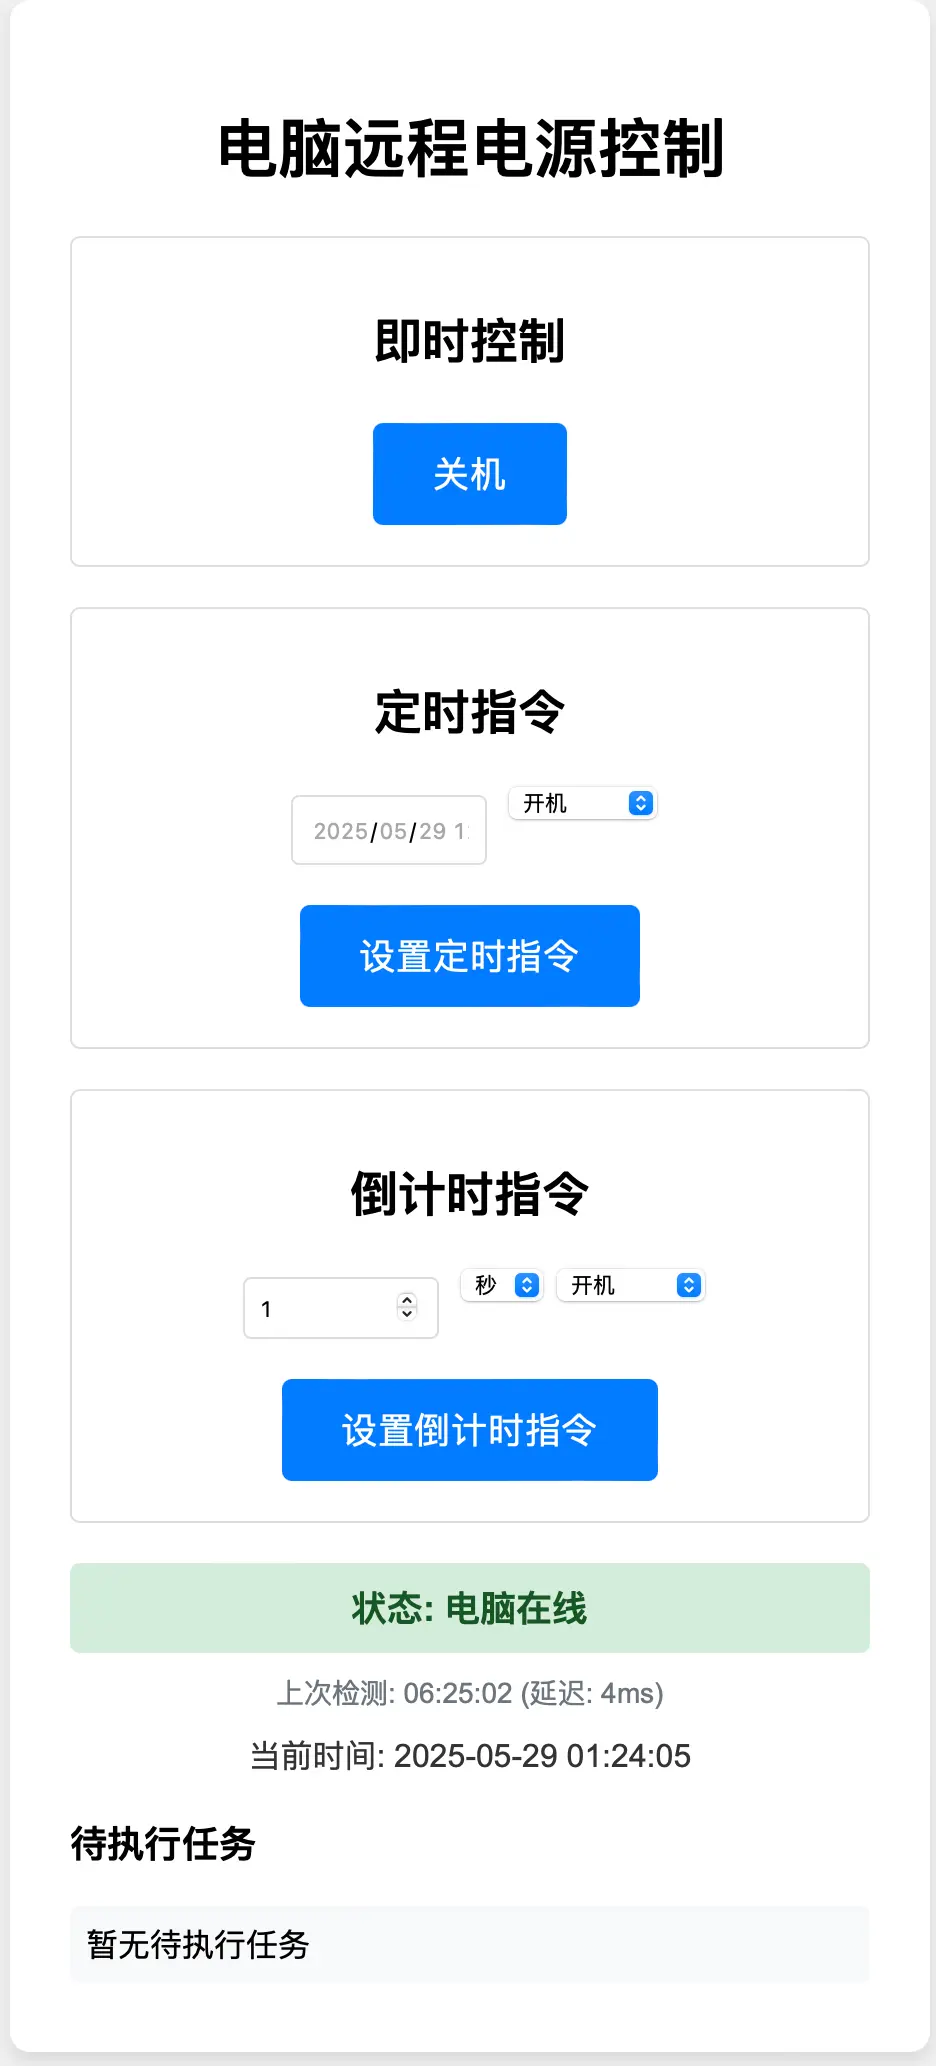 电脑远程电源控制
即时控制
关机
定时指令
2025/05/29 1
开机
设置定时指令
倒计时指令
1 秒 开机
设置倒计时指令
状态: 电脑在线
上次检测: 06:25:02 (延迟: 4ms)
当前时间: 2025-05-29 01:24:05
待执行任务
暂无待执行任务